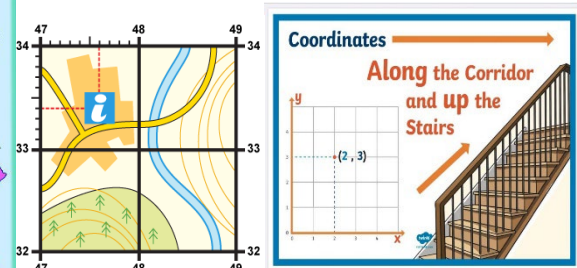 47 48 49
34 34
i
33 33
32 32
47 48 49
Coordinates
Along the Corridor
and up the
Stairs
y
(2 , 3)
x